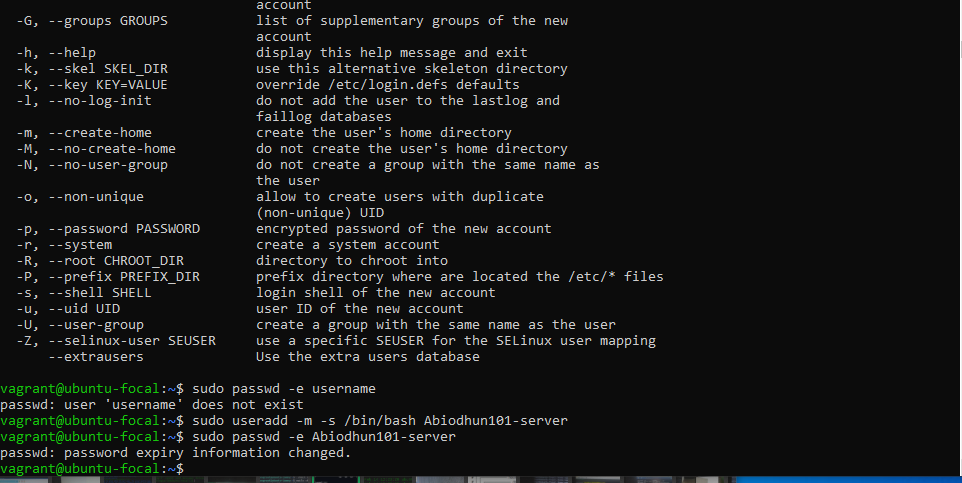 account
-G, --groups GROUPS list of supplementary groups of the new
account
-h, --help display this help message and exit
-k, --skel SKEL_DIR use this alternative skeleton directory
-K, --key KEY=VALUE override /etc/login.defs defaults
-l, --no-log-init do not add the user to the lastlog and
faillog databases
-m, --create-home create the user's home directory
-M, --no-create-home do not create the user's home directory
-N, --no-user-group do not create a group with the same name as
the user
-o, --non-unique allow to create users with duplicate
(non-unique) UID
-p, --password PASSWORD encrypted password of the new account
-r, --system create a system account
-R, --root CHROOT_DIR directory to chroot into
-P, --prefix PREFIX_DIR prefix directory where are located the /etc/* files
-s, --shell SHELL login shell of the new account
-u, --uid UID user ID of the new account
-U, --user-group create a group with the same name as the user
-Z, --selinux-user SEUSER use a specific SEUSER for the SELinux user mapping
--extrausers Use the extra users database
vagrant@ubuntu-focal:~$ sudo passwd -e username
passwd: user 'username' does not exist
vagrant@ubuntu-focal:~$ sudo useradd -m -s /bin/bash Abiodhun101-server
vagrant@ubuntu-focal:~$ sudo passwd -e Abiodhun101-server
passwd: password expiry information changed.
vagrant@ubuntu-focal:~$